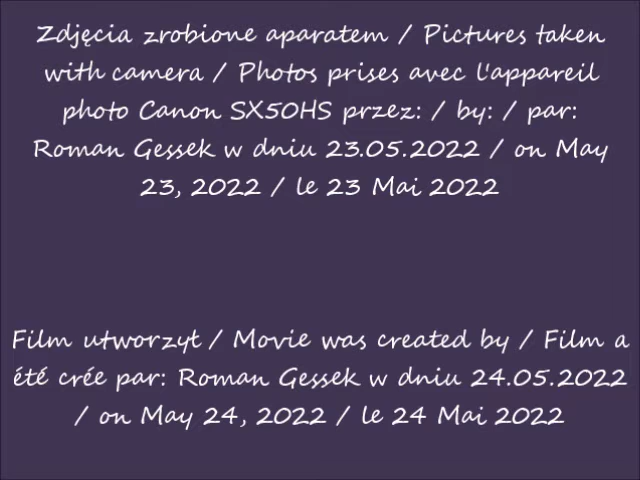 Zdjęcia zrobione aparatem / Pictures taken
with camera / Photos prises avec l'appareil
photo Canon SX50HS przez: / by: / par:
Roman Gessek w dniu 23.05.2022 / on May
23, 2022 / le 23 Mai 2022
Film utworzył / Movie was created by / Film a
été crée par: Roman Gessek w dniu 24.05.2022
/ on May 24, 2022 / le 24 Mai 2022